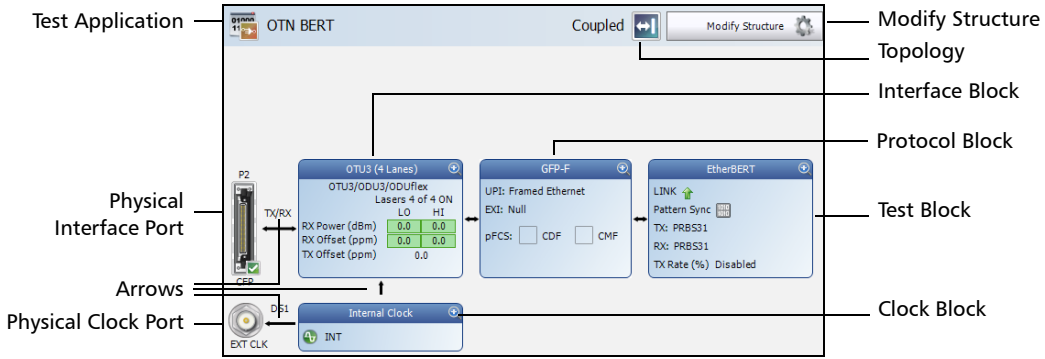 Test Application
OTN BERT
Coupled
Modify Structure
Modify Structure
Topology
Interface Block
Protocol Block
Test Block
Clock Block
Physical
Interface Port
Arrows
Physical Clock Port
P2
TX/RX
CFP
OTU3 (4 Lanes)
OTU3/ODU3/ODUflex
Lasers 4 of 4 ON
LO HI
RX Power (dBm) 0.0 0.0
RX Offset (ppm) 0.0 0.0
TX Offset (ppm) 0.0
GFP-F
UPI: Framed Ethernet
EXI: Null
pFCS: CDF CMF
EtherBERT
LINK
Pattern Sync
TX: PRBS31
RX: PRBS31
TX Rate (%) Disabled
DS1
EXT CLK
Internal Clock
INT